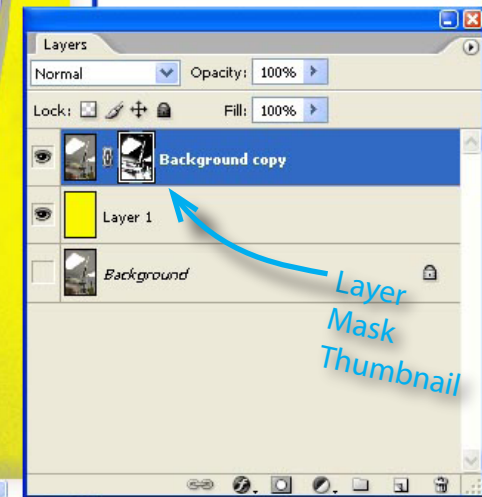 Layers
Normal Opacity: 100%
Lock: Fill: 100%
Background copy
Layer 1
Background
Layer
Mask
Thumbnail